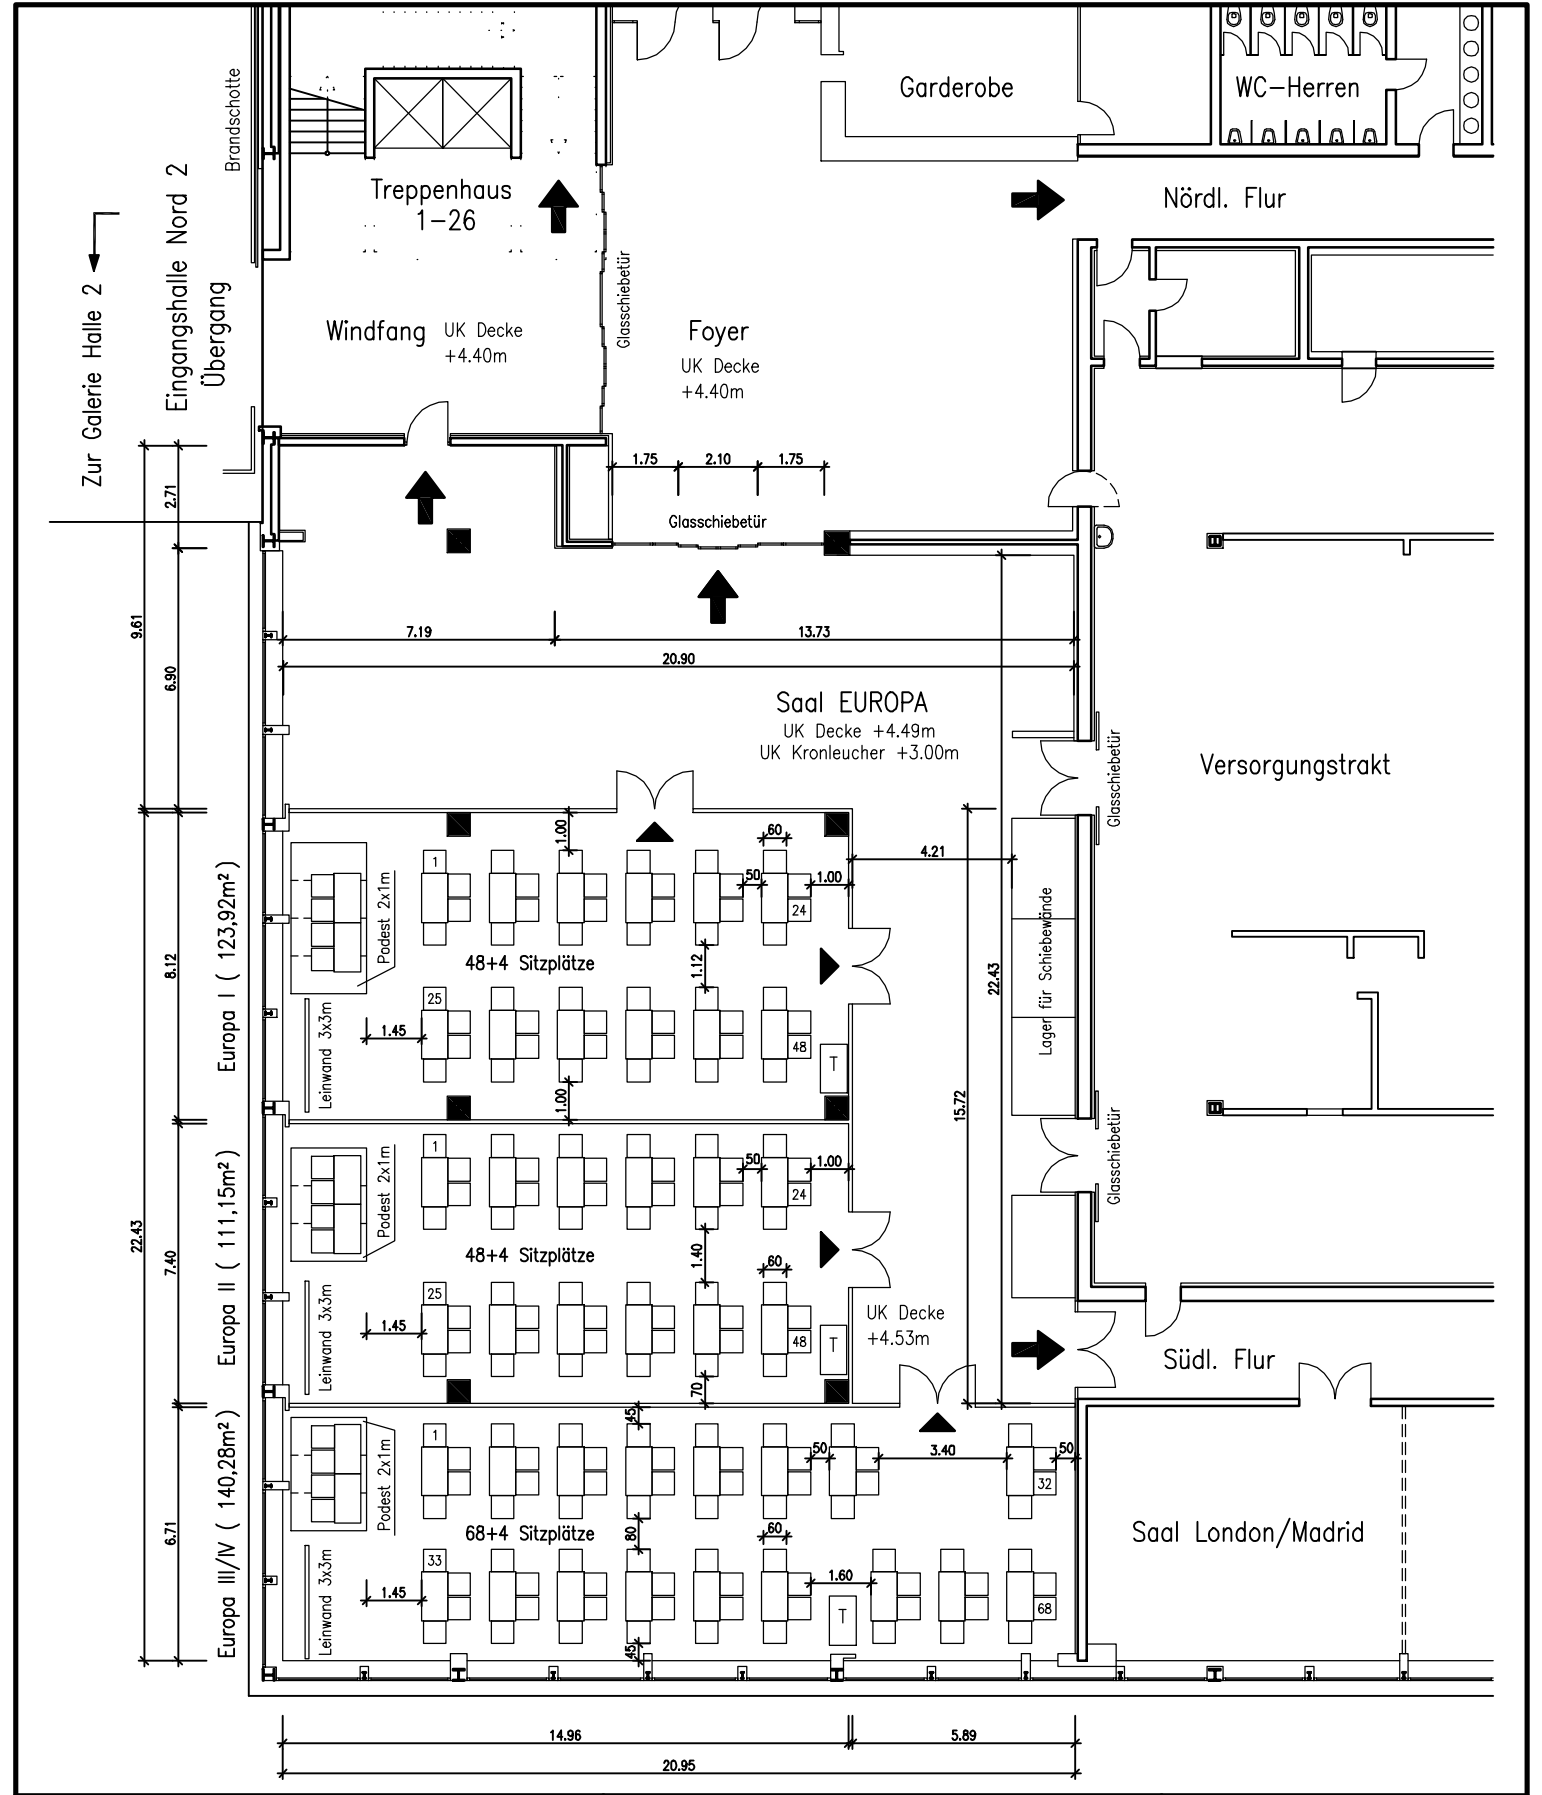 Garderobe
WC-Herren
Brandschotte
Treppenhaus
1-26
Nördl. Flur
Zur Galerie Halle 2
Eingangshalle Nord 2
Übergang
Windfang
UK Decke
+4.40m
Glasschiebetür
Foyer
UK Decke
+4.40m
1.75
2.10
1.75
Glasschiebetür
2.71
9.61
6.90
7.19
13.73
20.90
Saal EUROPA
UK Decke +4.49m
UK Kronleucher +3.00m
Glasschiebetür
Versorgungstrakt
Europa I ( 123,92m²)
8.12
1.00
60
1
50
1.00
24
4.21
Podest 2x1m
48+4 Sitzplätze
1.12
22.43
Lager für Schiebewände
25
Leinwand 3x3m
1.45
48
T
1.00
15.72
Glasschiebetür
22.43
Europa II ( 111,15m²)
7.40
1
50
1.00
24
Podest 2x1m
48+4 Sitzplätze
1.40
60
25
Leinwand 3x3m
1.45
48
T
70
UK Decke
+4.53m
Südl. Flur
Europa III/IV ( 140,28m²)
6.71
45
1
50
3.40
50
32
Podest 2x1m
68+4 Sitzplätze
80
60
Saal London/Madrid
33
Leinwand 3x3m
1.45
1.60
68
T
45
14.96
5.89
20.95